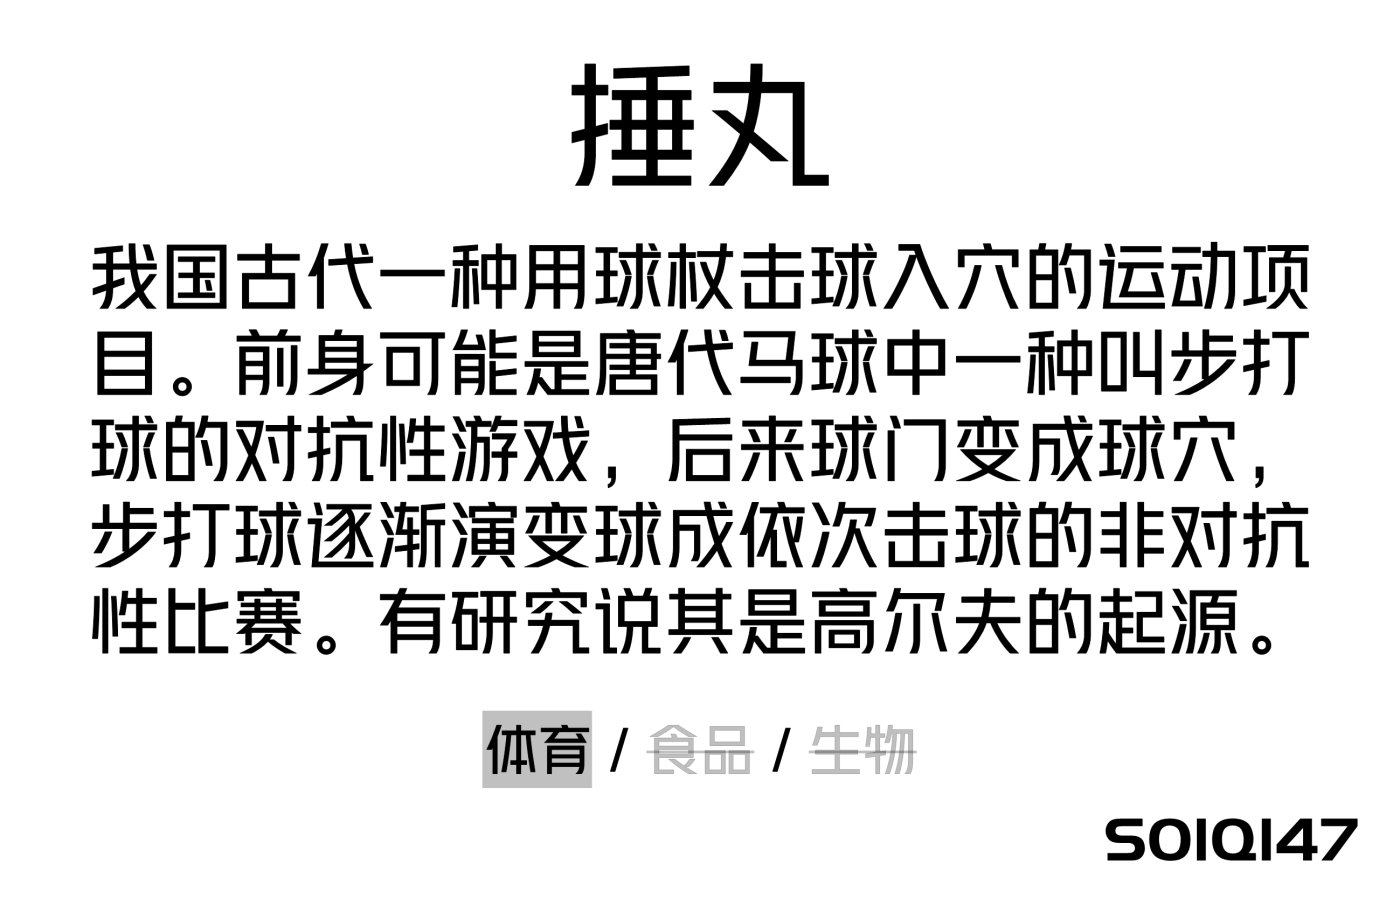 捶丸
我国古代一种用球杖击球入穴的运动项
目。前身可能是唐代马球中一种叫步打
球的对抗性游戏，后来球门变成球穴，
步打球逐渐演变球成依次击球的非对抗
性比赛。有研究说其是高尔夫的起源。
体育 / 食品 / 生物
S01Q147